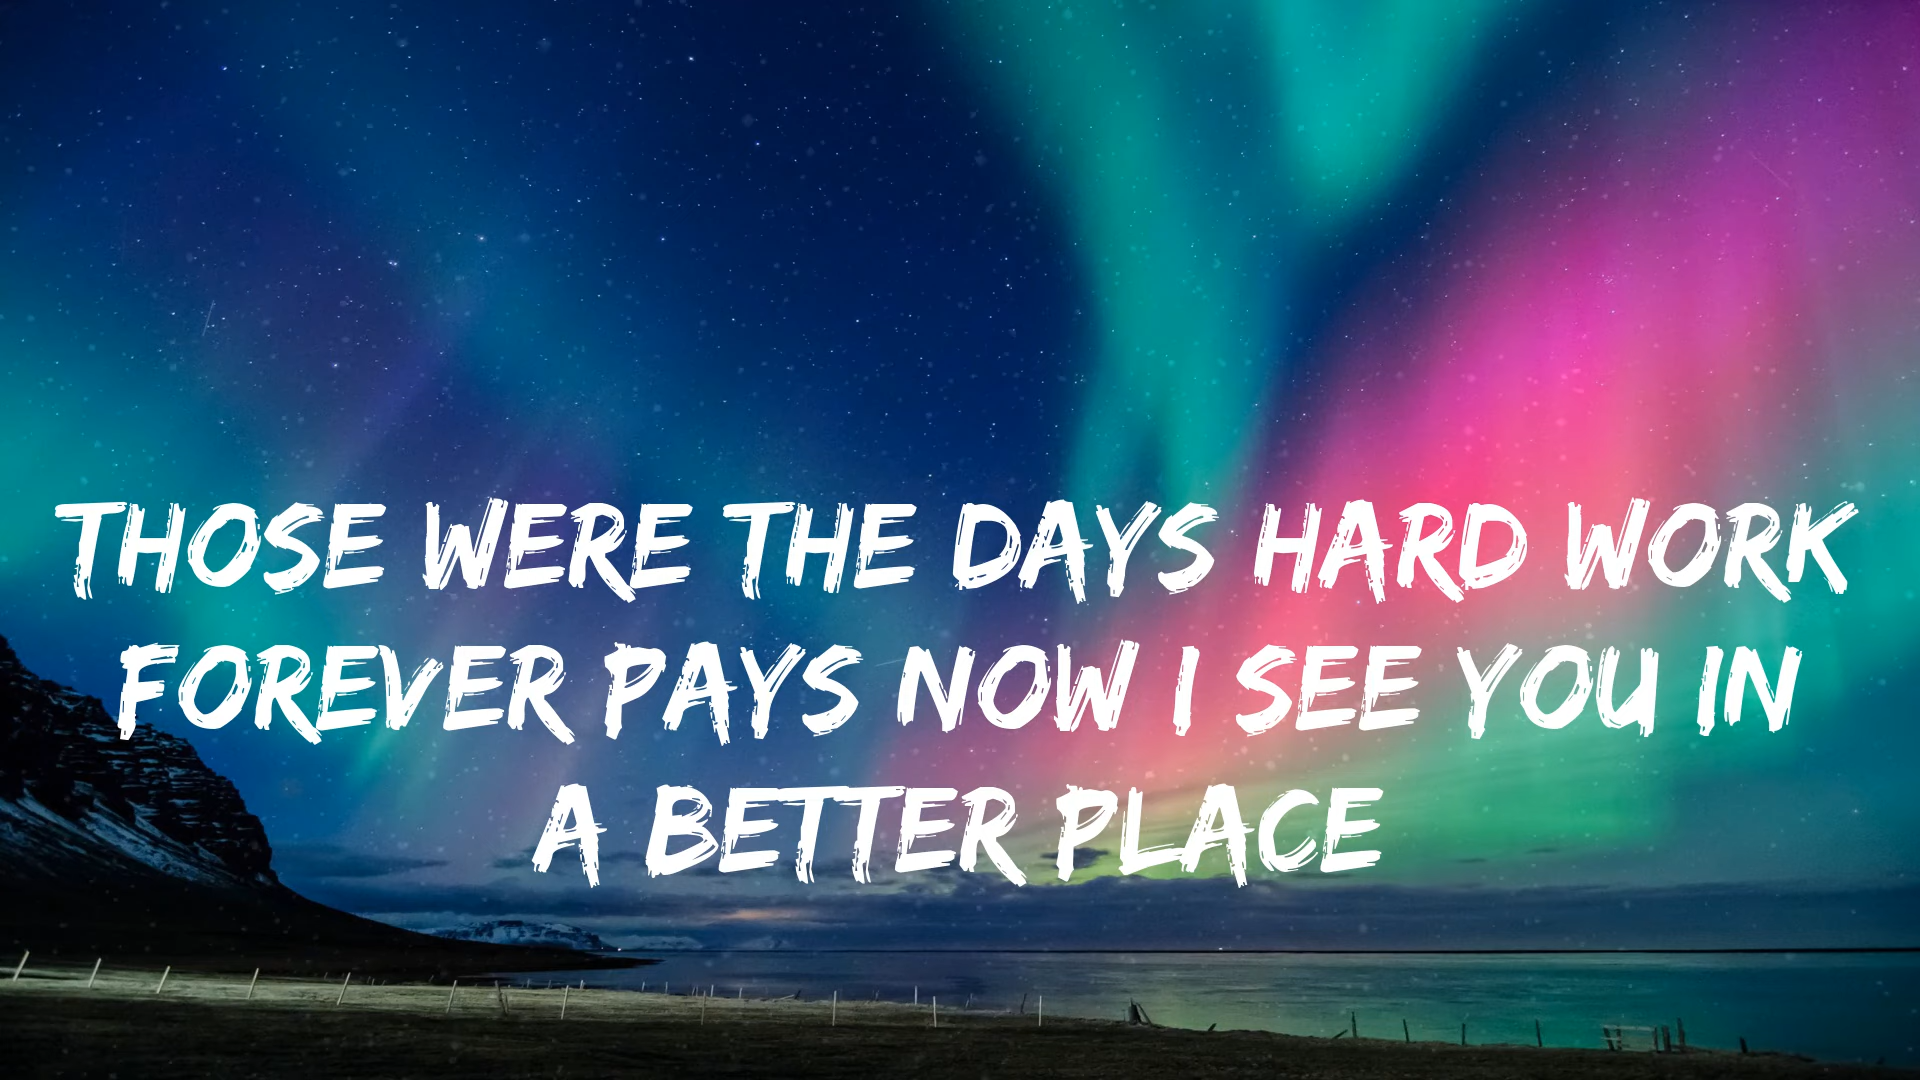 THOSE WERE THE DAYS HARD WORK
FOREVER PAYS NOW I SEE YOU IN
A BETTER PLACE